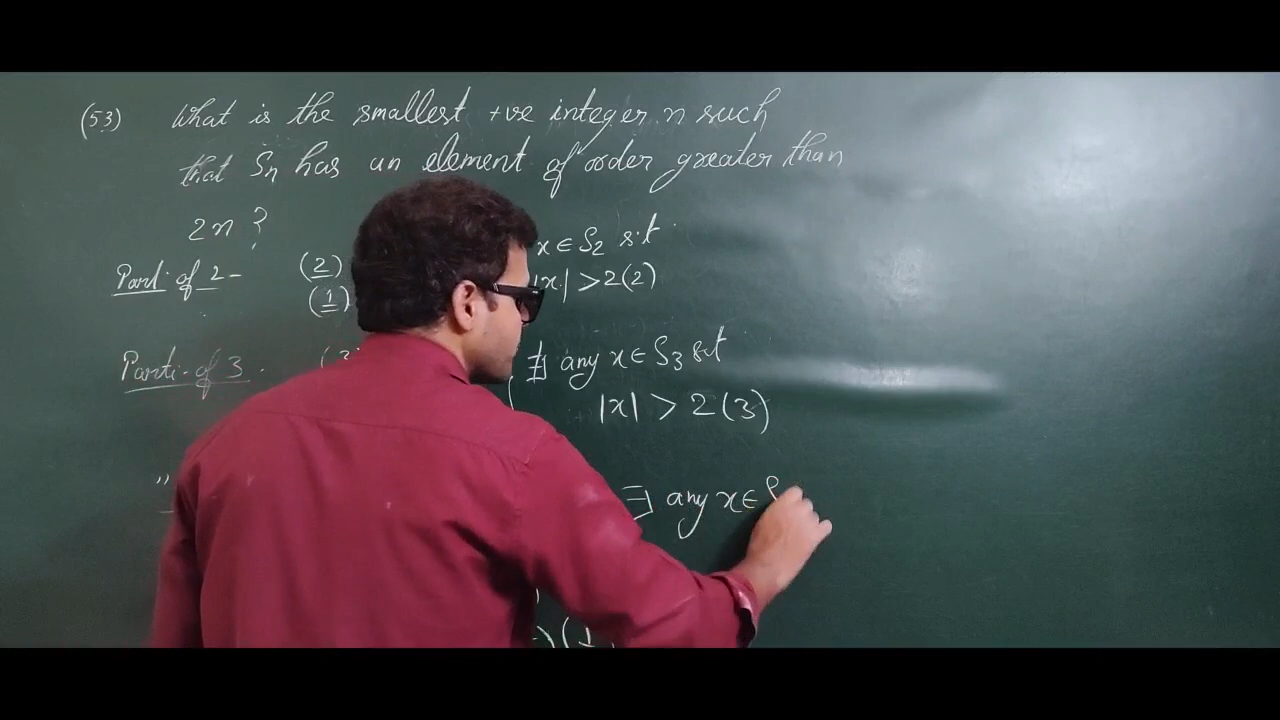 (53) What is the smallest +ve integer n such
that Sn has an element of order greater than
2n ?
x ∈ S2 s.t
Parti. of 2 - (2) |x| > 2(2)
(1)
Parti. of 3. ∄ any x ∈ S3 s.t
|x| > 2(3)
" ∃ any x ∈ S
(1